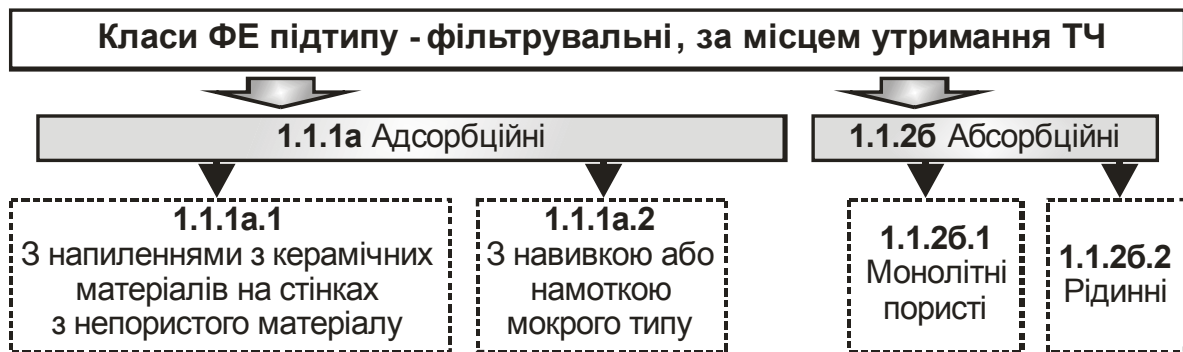 Класи ФЕ підтипу - фільтрувальні, за місцем утримання ТЧ
1.1.1а Адсорбційні
1.1.2б Абсорбційні
1.1.1а.1
З напиленнями з керамічних
матеріалів на стінках
з непористого матеріалу
1.1.1а.2
З навивкою або
намоткою
мокрого типу
1.1.2б.1
Монолітні
пористі
1.1.2б.2
Рідинні